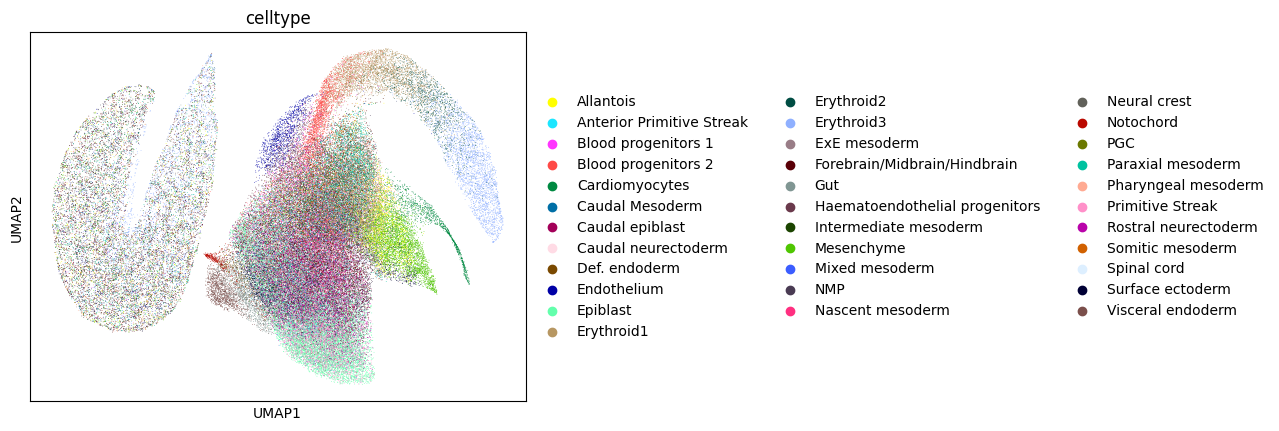 celltype
UMAP2
UMAP1
Allantois
Anterior Primitive Streak
Blood progenitors 1
Blood progenitors 2
Cardiomyocytes
Caudal Mesoderm
Caudal epiblast
Caudal neurectoderm
Def. endoderm
Endothelium
Epiblast
Erythroid1
Erythroid2
Erythroid3
ExE mesoderm
Forebrain/Midbrain/Hindbrain
Gut
Haematoendothelial progenitors
Intermediate mesoderm
Mesenchyme
Mixed mesoderm
NMP
Nascent mesoderm
Neural crest
Notochord
PGC
Paraxial mesoderm
Pharyngeal mesoderm
Primitive Streak
Rostral neurectoderm
Somitic mesoderm
Spinal cord
Surface ectoderm
Visceral endoderm